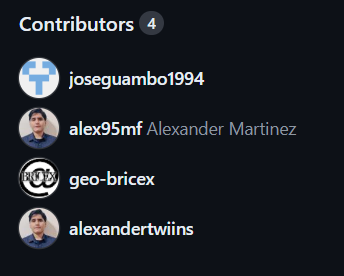 Contributors 4
joseguambo1994
alex95mf Alexander Martinez
geo-bricex
alexandertwiins